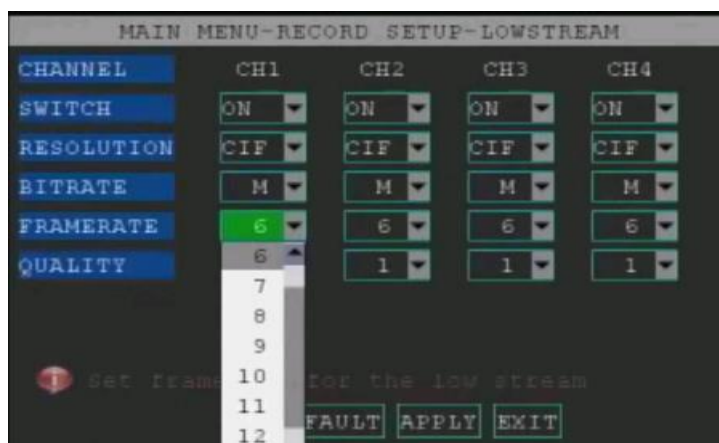 MAIN MENU-RECORD SETUP-LOWSTREAM
CHANNEL CH1 CH2 CH3 CH4
SWITCH ON ON ON ON
RESOLUTION CIF CIF CIF CIF
BITRATE M M M M
FRAMERATE 6 6 6 6
QUALITY 1 1 1
6
7
8
9
10
11
12
Set frame for the low stream
FAULT APPLY EXIT